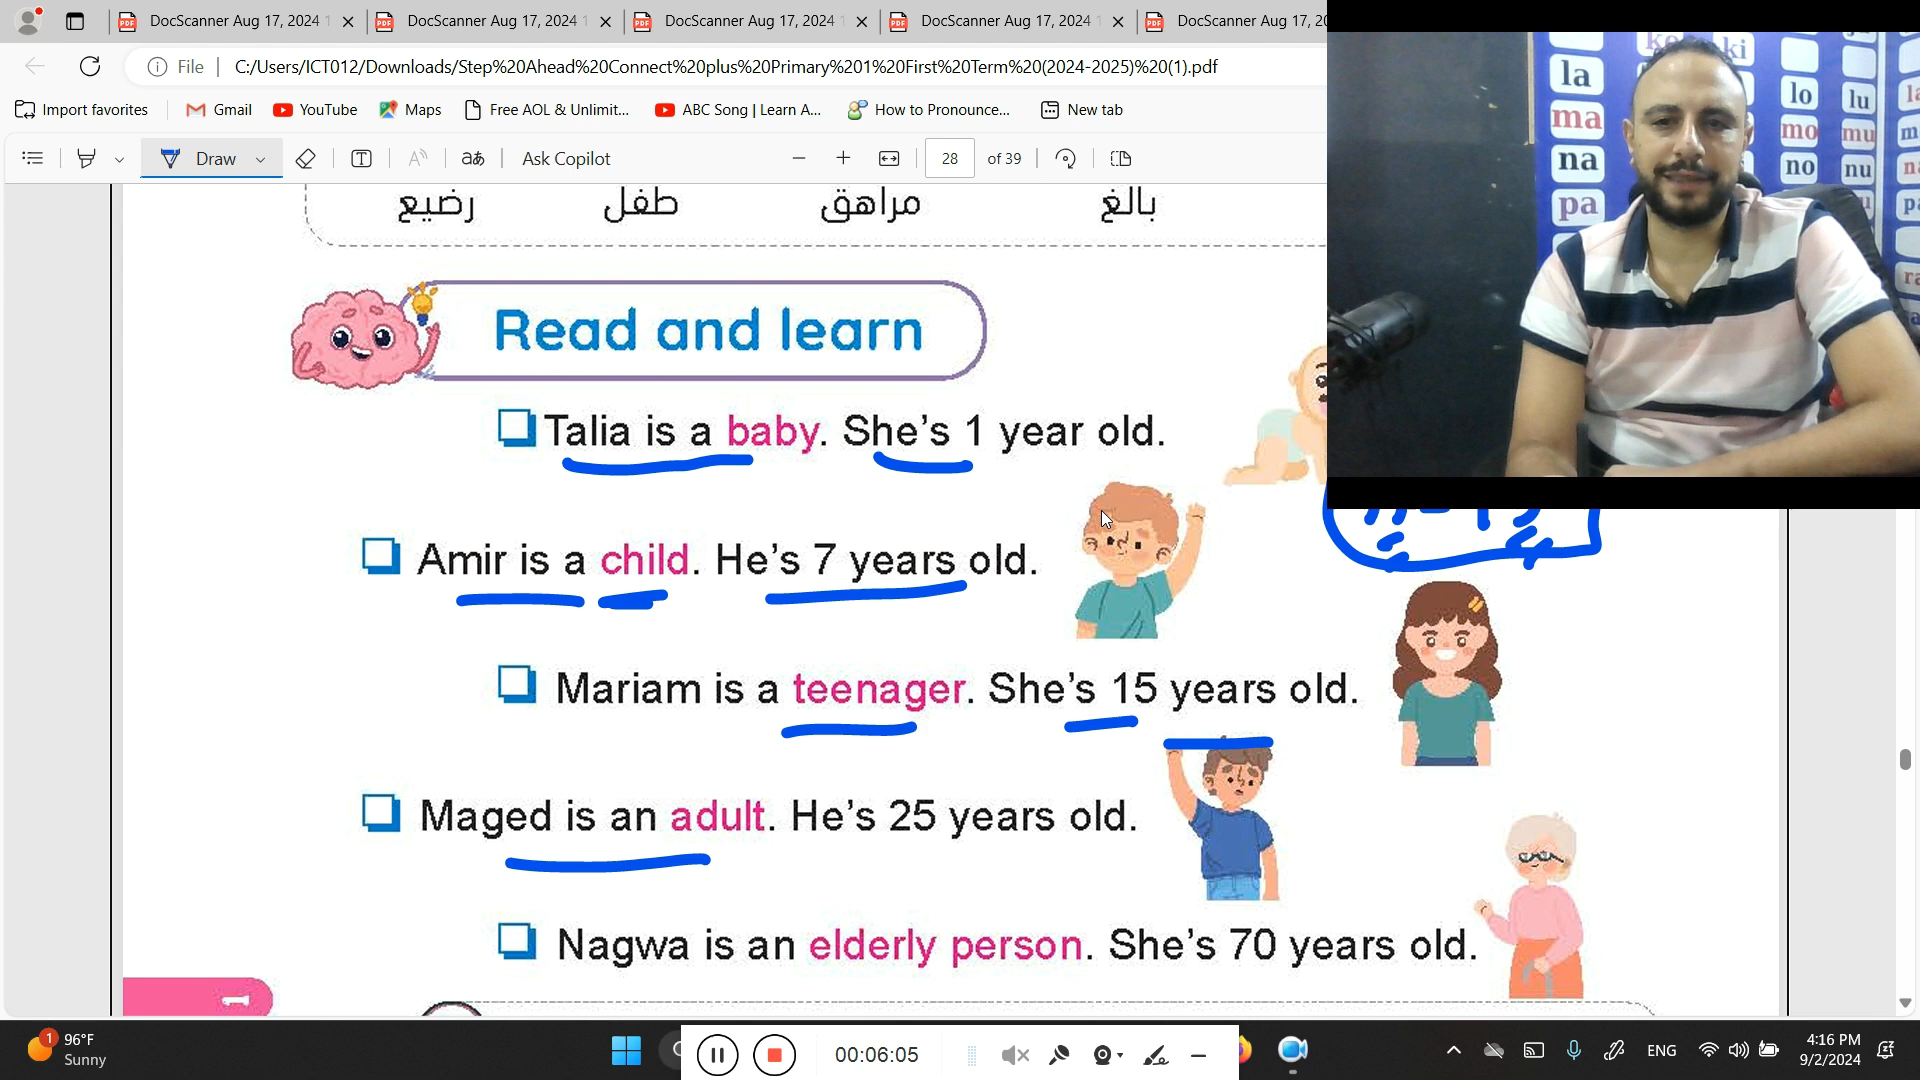 DocScanner Aug 17, 2024 1
DocScanner Aug 17, 2024 1
DocScanner Aug 17, 2024
DocScanner Aug 17, 2024 1
DocScanner Aug 17, 20
File C:/Users/ICT012/Downloads/Step%20Ahead%20Connect%20plus%20Primary%201%20First%20Term%20(2024-2025)%20(1).pdf
Import favorites Gmail YouTube Maps Free AOL & Unlimit... ABC Song | Learn A... How to Pronounce... New tab
Draw Ask Copilot 28 of 39
la lo lu la
ma mo mu m
na no nu n
pa
رضيع طفل مراهق بالغ
Read and learn
Talia is a baby. She's 1 year old.
Amir is a child. He's 7 years old.
Mariam is a teenager. She's 15 years old.
Maged is an adult. He's 25 years old.
Nagwa is an elderly person. She's 70 years old.
1
96°F
Sunny
00:06:05
ENG
4:16 PM
9/2/2024